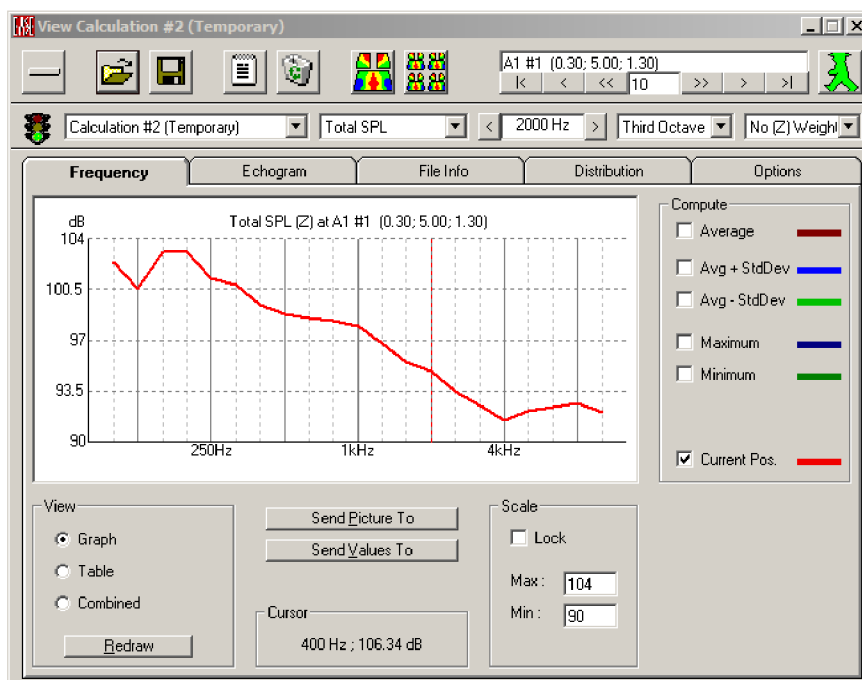 EASE View Calculation #2 (Temporary)
A1 #1 (0.30; 5.00; 1.30)
|< < << 10 >> > >|
Calculation #2 (Temporary) Total SPL < 2000 Hz > Third Octave No (Z) Weight
Frequency Echogram File Info Distribution Options
dB Total SPL (Z) at A1 #1 (0.30; 5.00; 1.30)
104
100.5
97
93.5
90
250Hz 1kHz 4kHz
Compute
Average
Avg + StdDev
Avg - StdDev
Maximum
Minimum
Current Pos.
View
Graph
Table
Combined
Redraw
Send Picture To
Send Values To
Cursor
400 Hz ; 106.34 dB
Scale
Lock
Max : 104
Min : 90